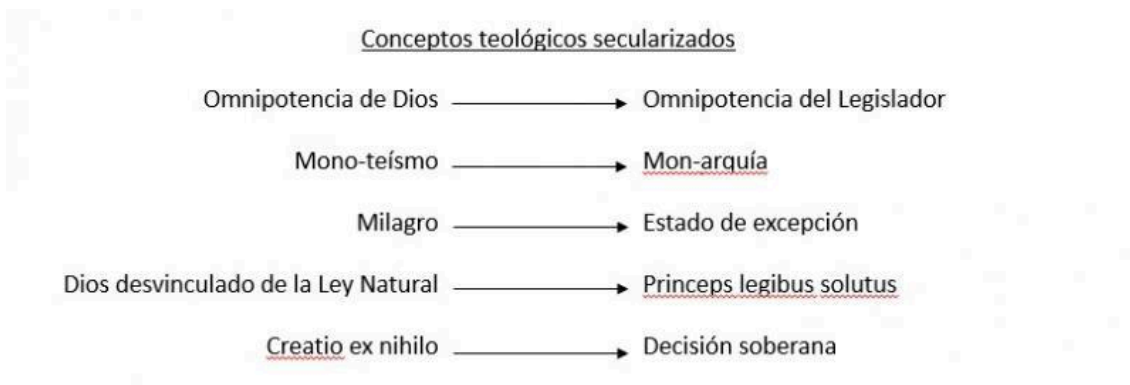 Conceptos teológicos secularizados
Omnipotencia de Dios Omnipotencia del Legislador
Mono-teísmo Mon-arquía
Milagro Estado de excepción
Dios desvinculado de la Ley Natural Princeps legibus solutus
Creatio ex nihilo Decisión soberana